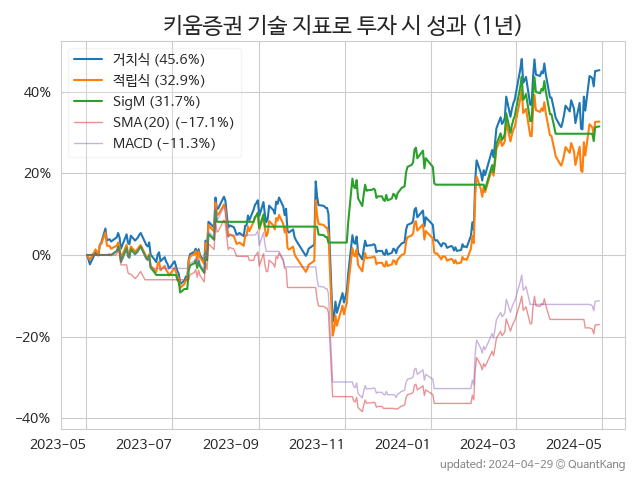 키움증권 기술 지표로 투자 시 성과 (1년)
거치식 (45.6%)
적립식 (32.9%)
SigM (31.7%)
SMA(20) (−17.1%)
MACD (−11.3%)
40%
20%
0%
−20%
−40%
2023-05 2023-07 2023-09 2023-11 2024-01 2024-03 2024-05
updated: 2024-04-29 © QuantKang